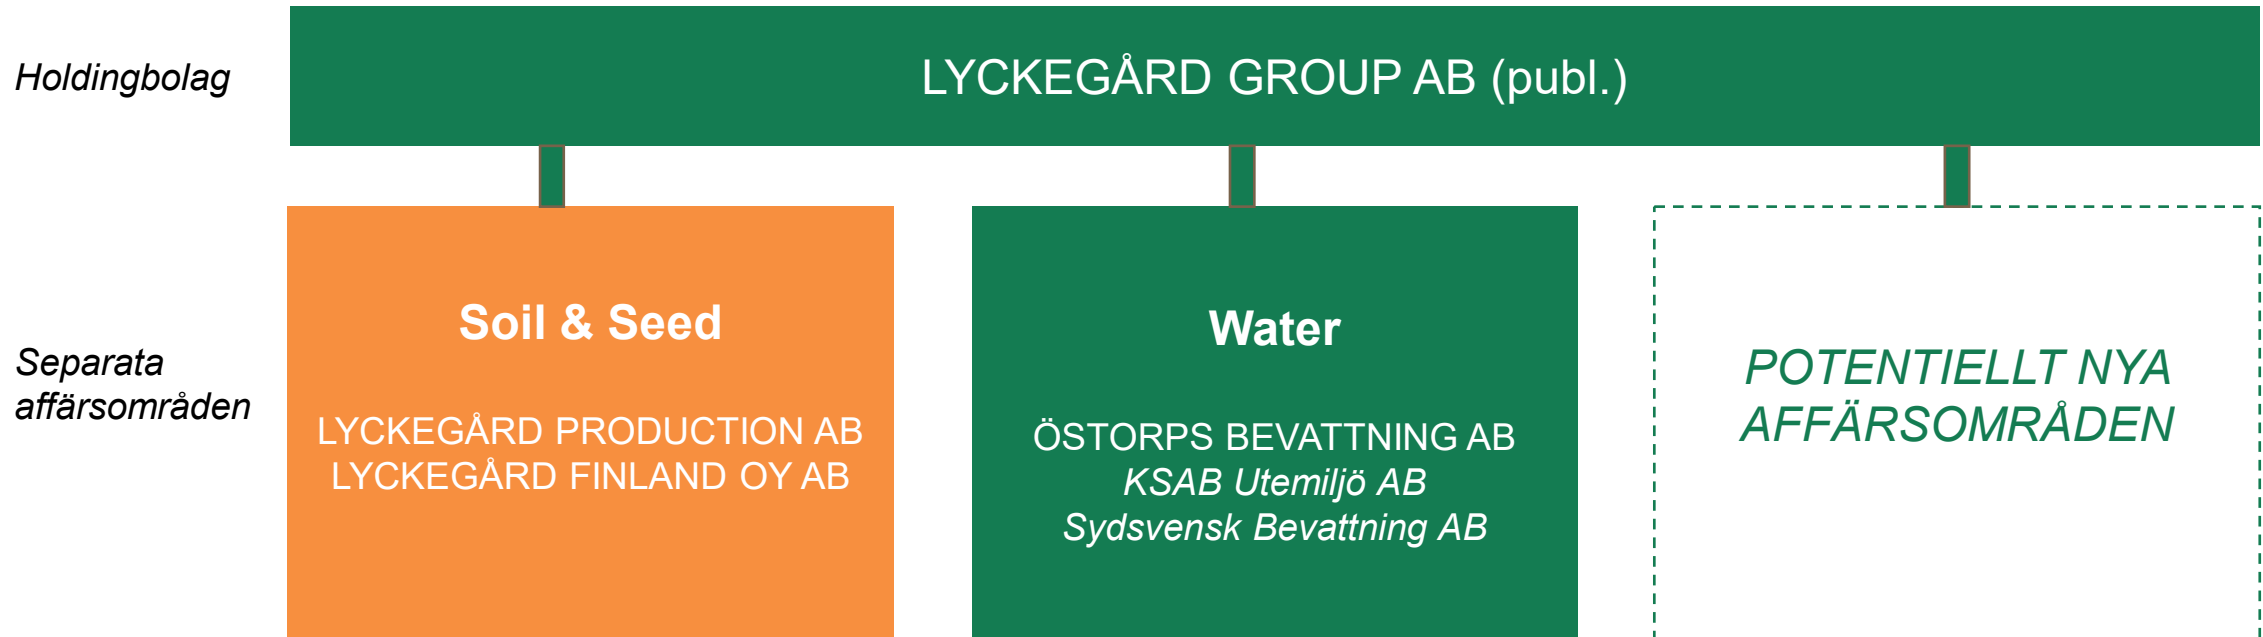 Holdingbolag
LYCKEGÅRD GROUP AB (publ.)
Separata
affärsområden
Soil & Seed
LYCKEGÅRD PRODUCTION AB
LYCKEGÅRD FINLAND OY AB
Water
ÖSTORPS BEVATTNING AB
KSAB Utemiljö AB
Sydsvensk Bevattning AB
POTENTIELLT NYA
AFFÄRSOMRÅDEN